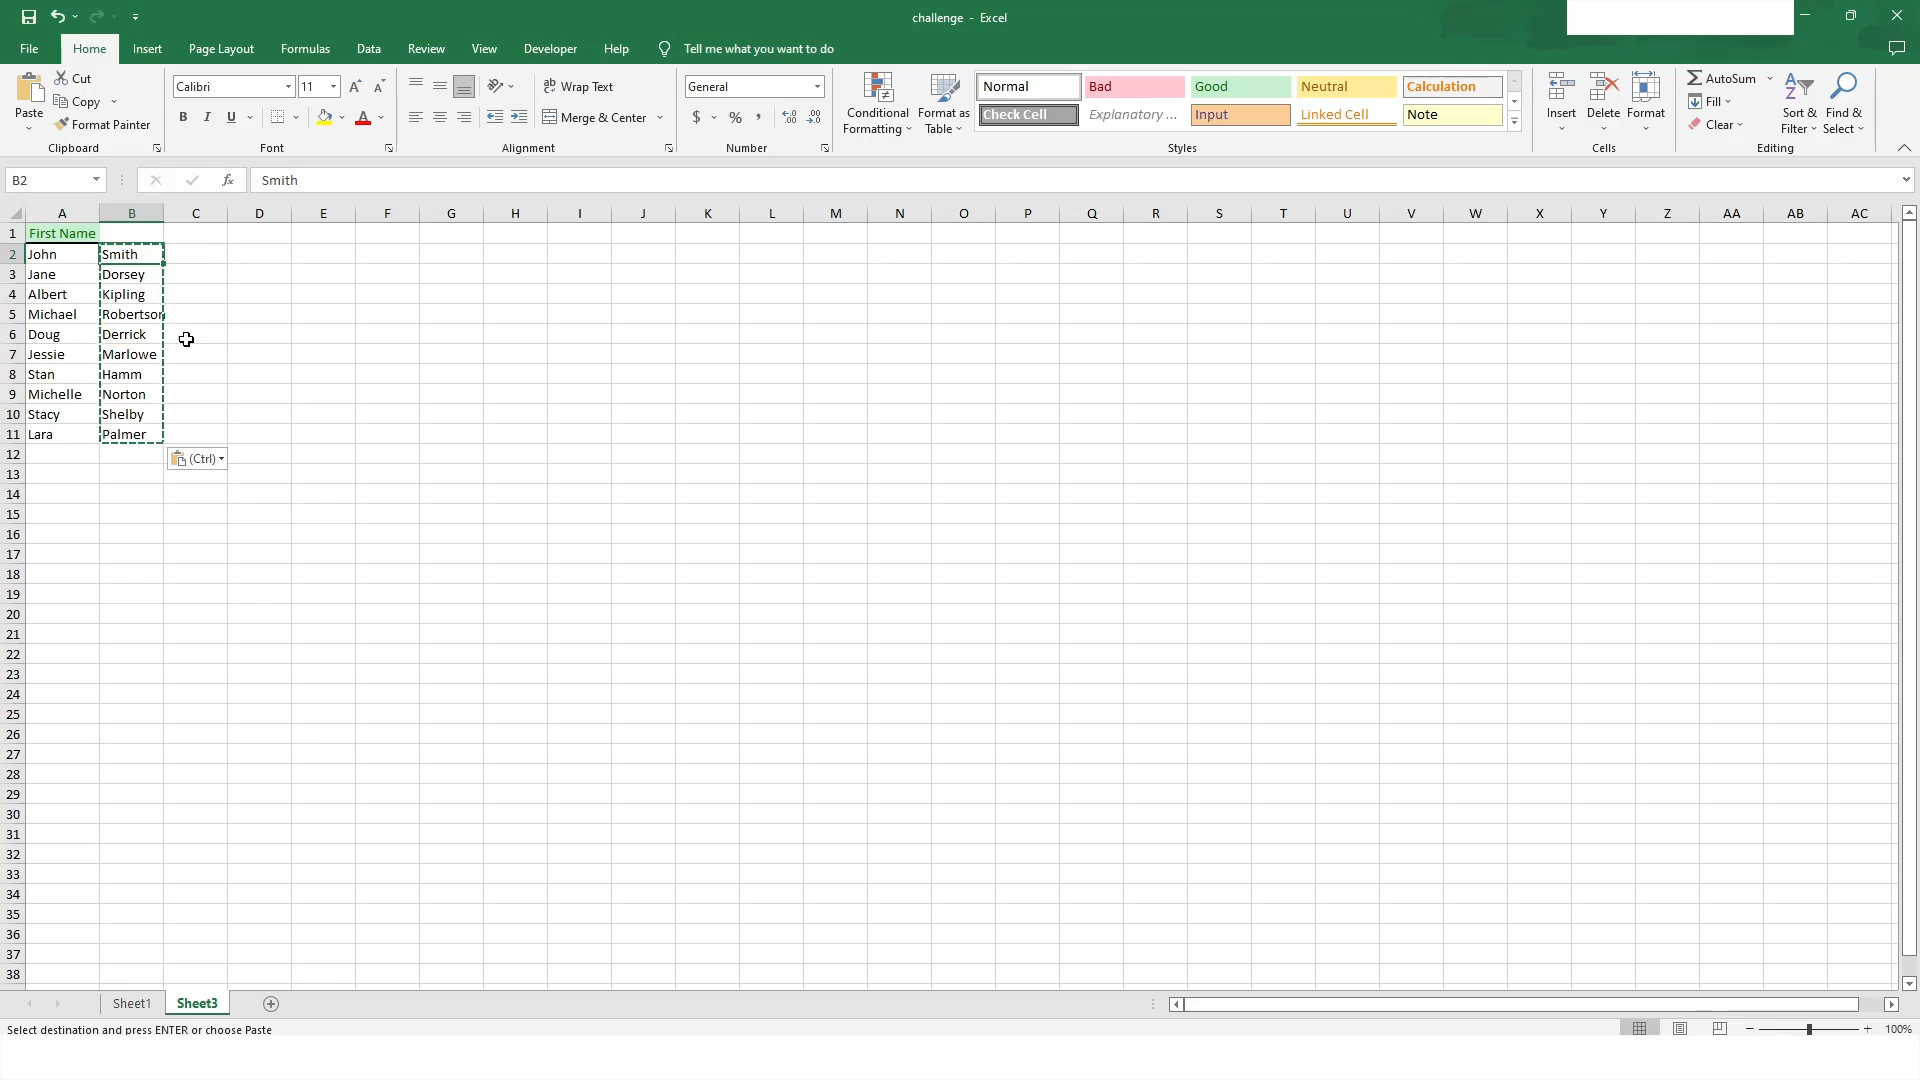 challenge - Excel
File Home Insert Page Layout Formulas Data Review View Developer Help Tell me what you want to do
Paste
Cut
Copy
Format Painter
Clipboard
Calibri 11
B I U
Font
Wrap Text
Merge & Center
Alignment
General
$ % ,
Number
Conditional Formatting
Format as Table
Normal Bad Good Neutral Calculation
Check Cell Explanatory ... Input Linked Cell Note
Styles
Insert Delete Format
Cells
AutoSum
Fill
Clear
Sort & Filter
Find & Select
Editing
B2 fx Smith
A B C D E F G H I J K L M N O P Q R S T U V W X Y Z AA AB AC
1 First Name
2 John Smith
3 Jane Dorsey
4 Albert Kipling
5 Michael Robertson
6 Doug Derrick
7 Jessie Marlowe
8 Stan Hamm
9 Michelle Norton
10 Stacy Shelby
11 Lara Palmer
12 (Ctrl)
13
14
15
16
17
18
19
20
21
22
23
24
25
26
27
28
29
30
31
32
33
34
35
36
37
38
Sheet1 Sheet3
Select destination and press ENTER or choose Paste 100%